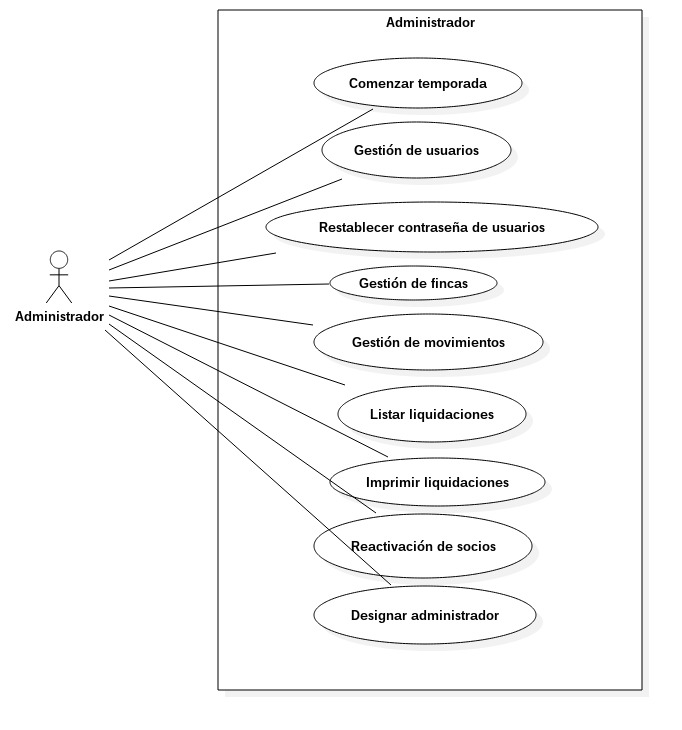 Administrador
Comenzar temporada
Gestión de usuarios
Restablecer contraseña de usuarios
Gestión de fincas
Administrador
Gestión de movimientos
Listar liquidaciones
Imprimir liquidaciones
Reactivación de socios
Designar administrador